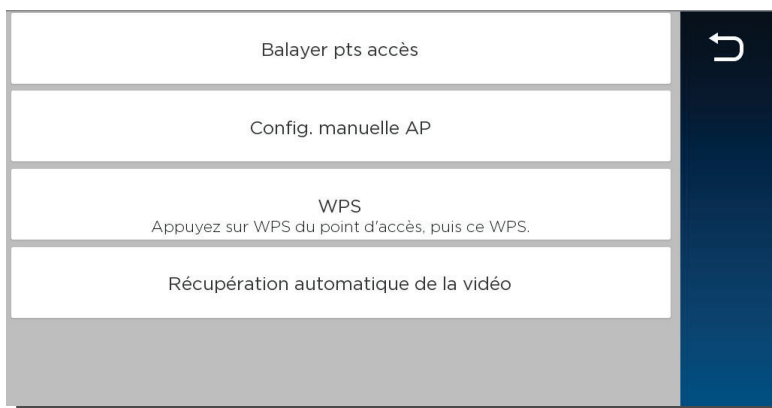 Balayer pts accès
Config. manuelle AP
WPS
Appuyez sur WPS du point d'accès, puis ce WPS.
Récupération automatique de la vidéo